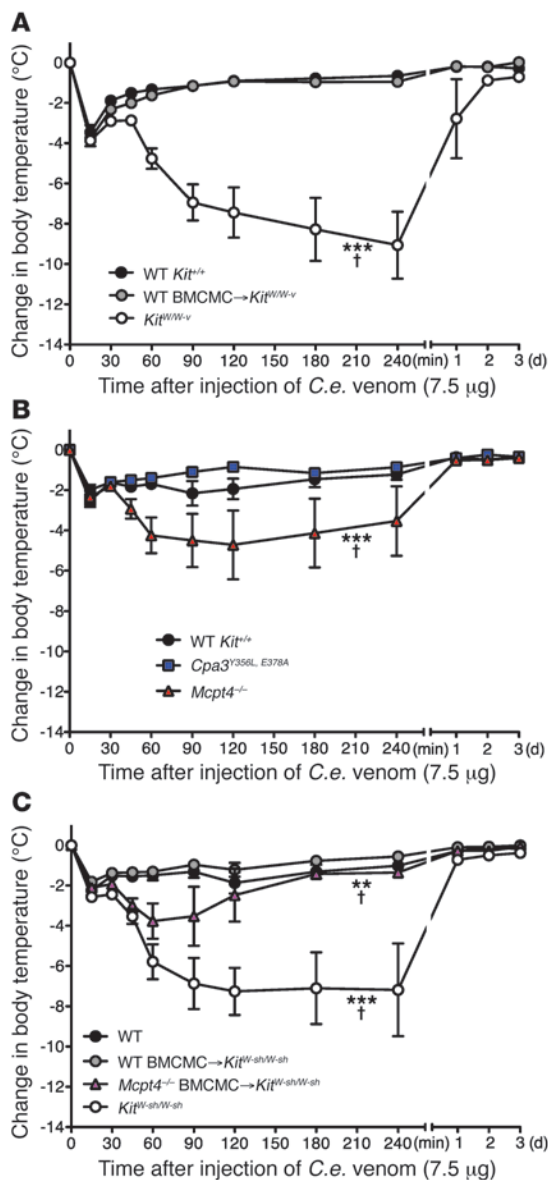 A
Change in body temperature (°C)
0
-2
-4
-6
-8
-10
-12
-14
***
†
WT Kit+/+
WT BMCMC→KitW/W-v
KitW/W-v
0 30 60 90 120 150 180 210 240 (min) 1 2 3 (d)
Time after injection of C.e. venom (7.5 μg)
B
Change in body temperature (°C)
0
-2
-4
-6
-8
-10
-12
-14
***
†
WT Kit+/+
Cpa3Y356L, E378A
Mcpt4–/–
0 30 60 90 120 150 180 210 240 (min) 1 2 3 (d)
Time after injection of C.e. venom (7.5 μg)
C
Change in body temperature (°C)
0
-2
-4
-6
-8
-10
-12
-14
**
†
***
†
WT
WT BMCMC→KitW-sh/W-sh
Mcpt4–/– BMCMC→KitW-sh/W-sh
KitW-sh/W-sh
0 30 60 90 120 150 180 210 240 (min) 1 2 3 (d)
Time after injection of C.e. venom (7.5 μg)